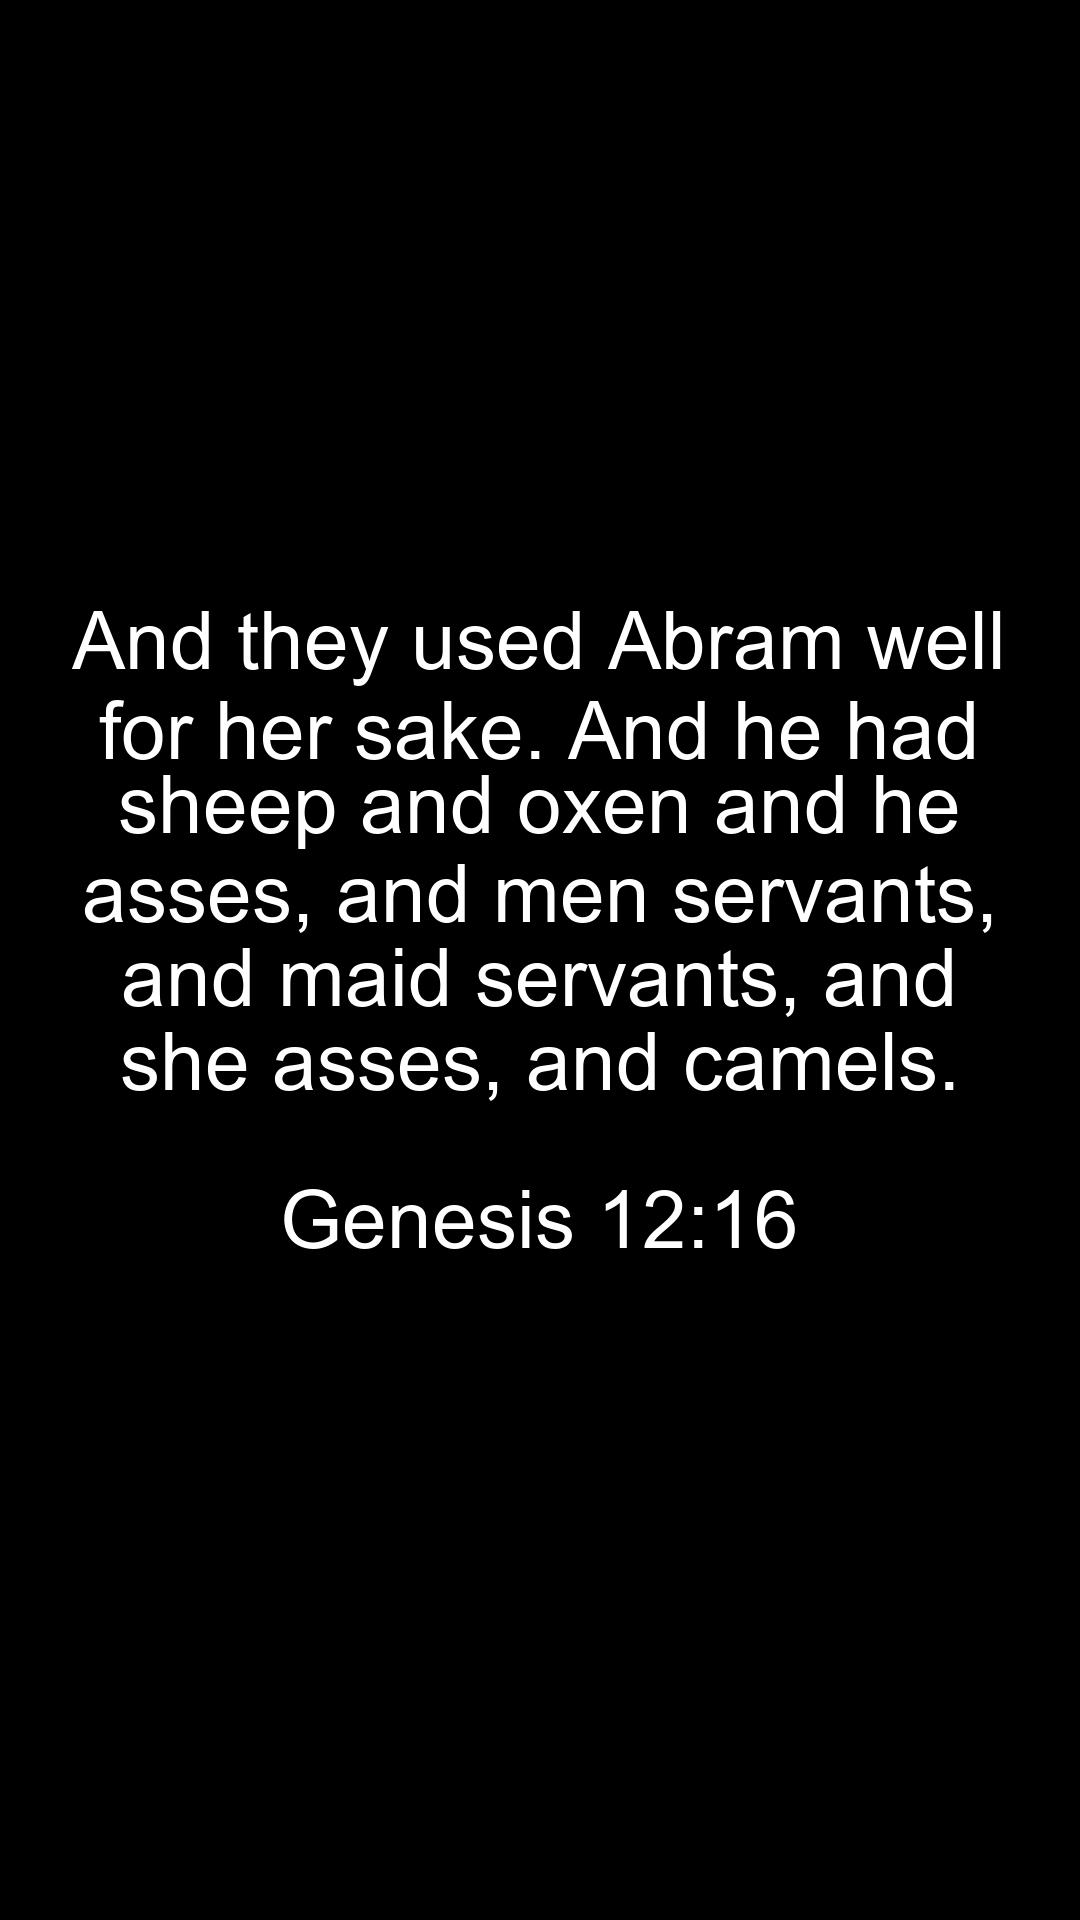 And they used Abram well
for her sake. And he had
sheep and oxen and he
asses, and men servants,
and maid servants, and
she asses, and camels.
Genesis 12:16